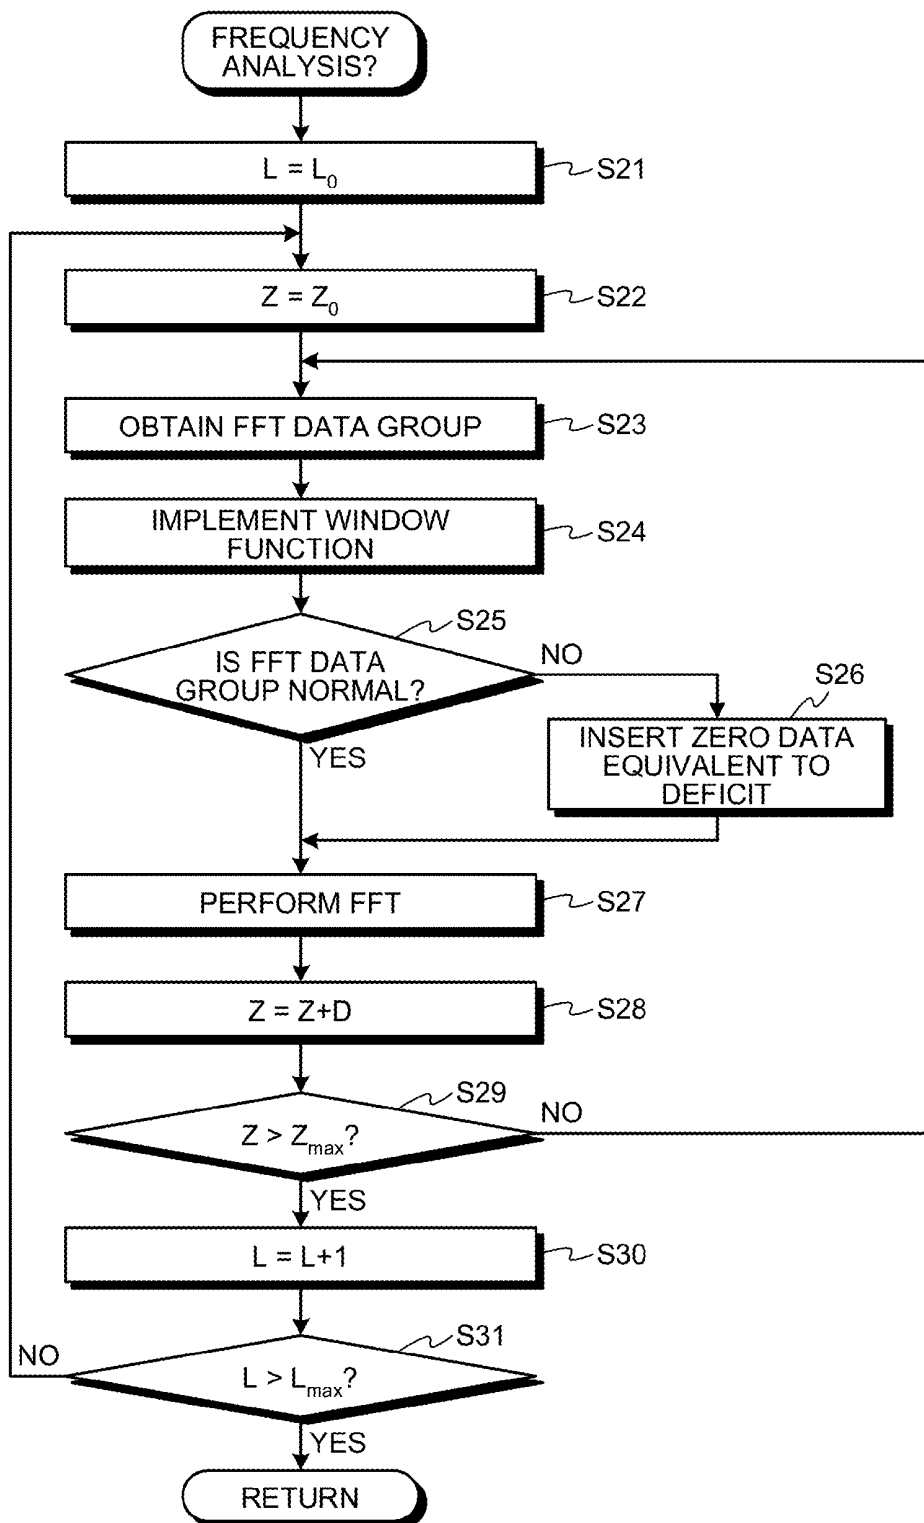 FREQUENCY
ANALYSIS?
L = L₀
S21
Z = Z₀
S22
OBTAIN FFT DATA GROUP
S23
IMPLEMENT WINDOW
FUNCTION
S24
S25
IS FFT DATA
GROUP NORMAL?
NO
YES
S26
INSERT ZERO DATA
EQUIVALENT TO
DEFICIT
PERFORM FFT
S27
Z = Z+D
S28
S29
Z > Zmax?
NO
YES
L = L+1
S30
S31
L > Lmax?
NO
YES
RETURN